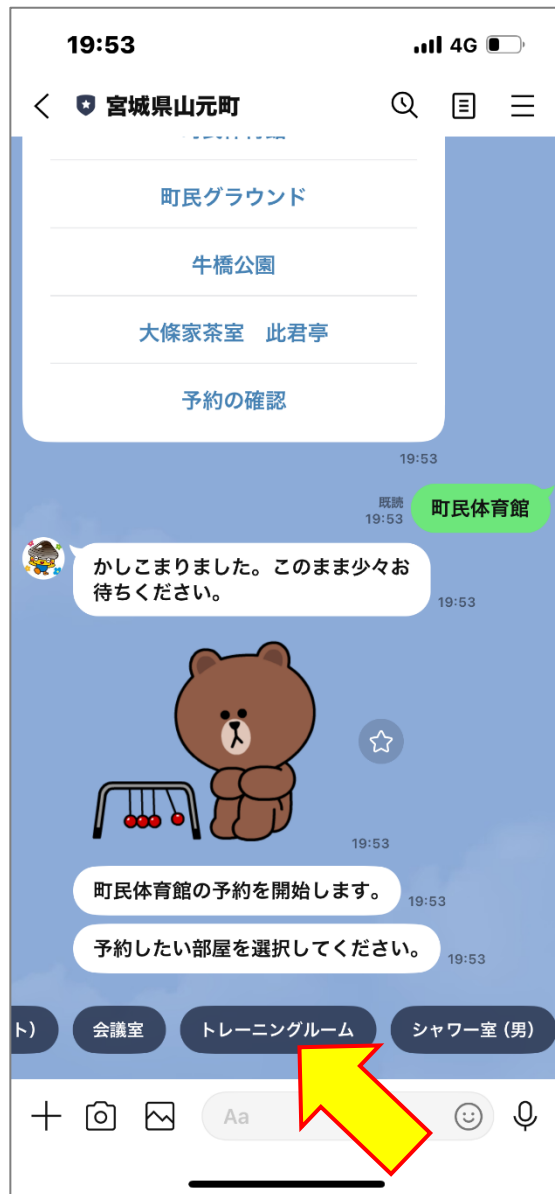 19:53
4G
宮城県山元町
町民グラウンド
牛橋公園
大條家茶室　此君亭
予約の確認
19:53
既読
19:53
町民体育館
かしこまりました。このまま少々お
待ちください。
19:53
19:53
町民体育館の予約を開始します。
19:53
予約したい部屋を選択してください。
19:53
ト）
会議室
トレーニングルーム
シャワー室（男）
Aa